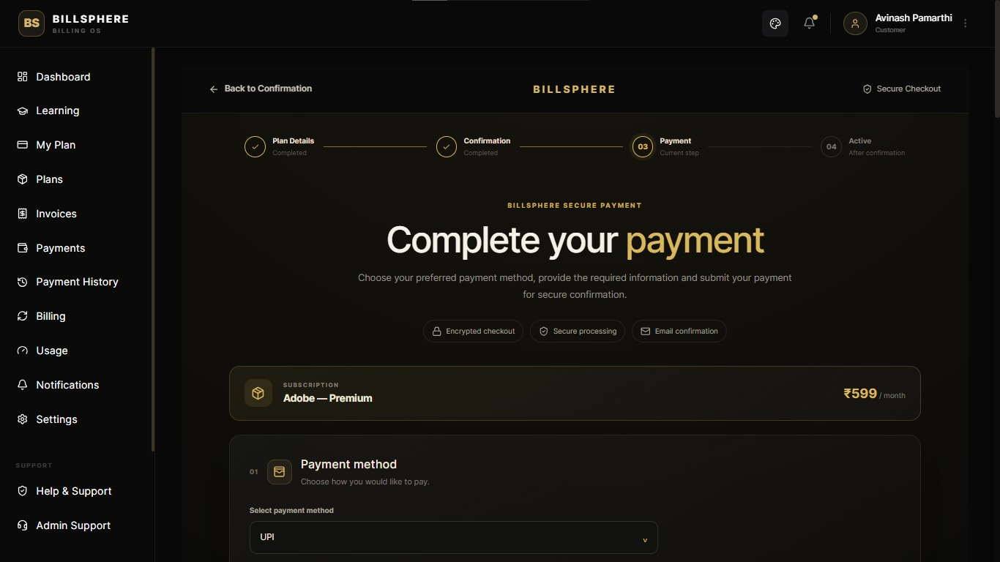 BS
BILLSPHERE
BILLING OS
Avinash Pamarthi
Customer
Dashboard
Learning
My Plan
Plans
Invoices
Payments
Payment History
Billing
Usage
Notifications
Settings
SUPPORT
Help & Support
Admin Support
Back to Confirmation
BILLSPHERE
Secure Checkout
Plan Details
Completed
Confirmation
Completed
03
Payment
Current step
04
Active
After confirmation
BILLSPHERE SECURE PAYMENT
Complete your payment
Choose your preferred payment method, provide the required information and submit your payment
for secure confirmation.
Encrypted checkout
Secure processing
Email confirmation
SUBSCRIPTION
Adobe — Premium
₹599 / month
01
Payment method
Choose how you would like to pay.
Select payment method
UPI